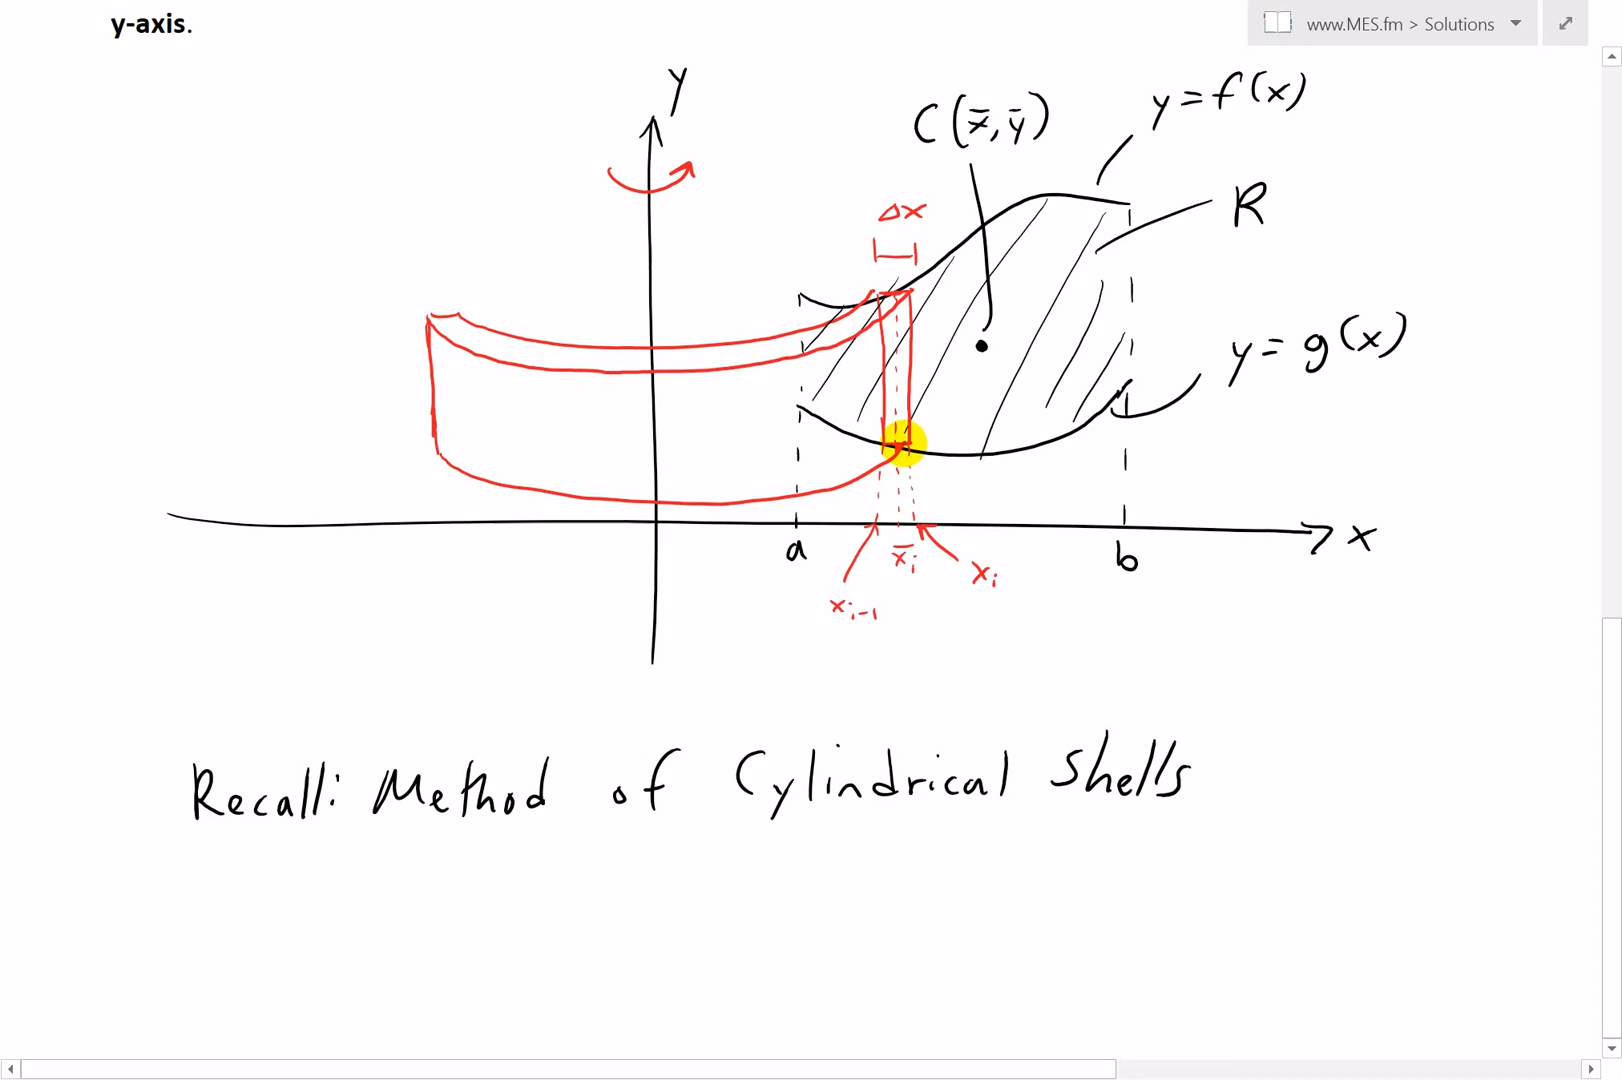 y-axis.
www.MES.fm > Solutions
y
C(x̄, ȳ)
y = f(x)
Δx
R
y = g(x)
a
x̄ᵢ
b
x
xᵢ
xᵢ₋₁
Recall: Method of Cylindrical Shells